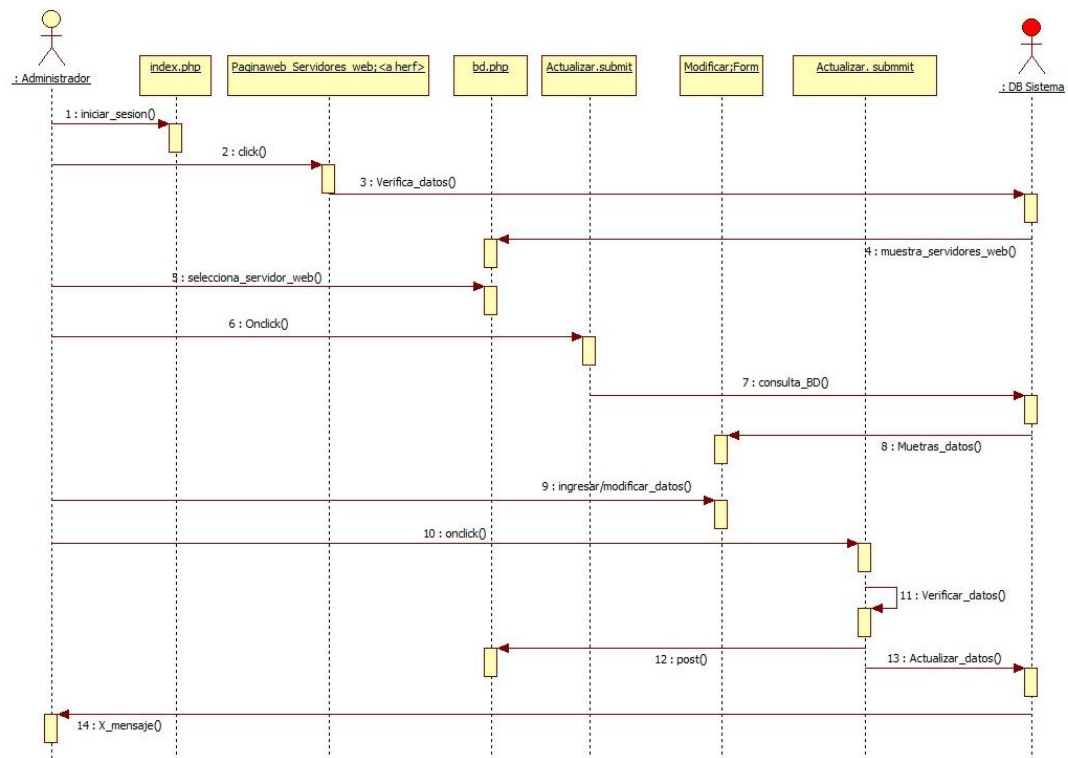 : Administrador
index.php
Paginaweb_Servidores_web;<a herf>
bd.php
Actualizar.submit
Modificar;Form
Actualizar. submmit
: DB Sistema
1 : iniciar_sesion()
2 : click()
3 : Verifica_datos()
4 : muestra_servidores_web()
5 : selecciona_servidor_web()
6 : Onclick()
7 : consulta_BD()
8 : Muetras_datos()
9 : ingresar/modificar_datos()
10 : onclick()
11 : Verificar_datos()
12 : post()
13 : Actualizar_datos()
14 : X_mensaje()